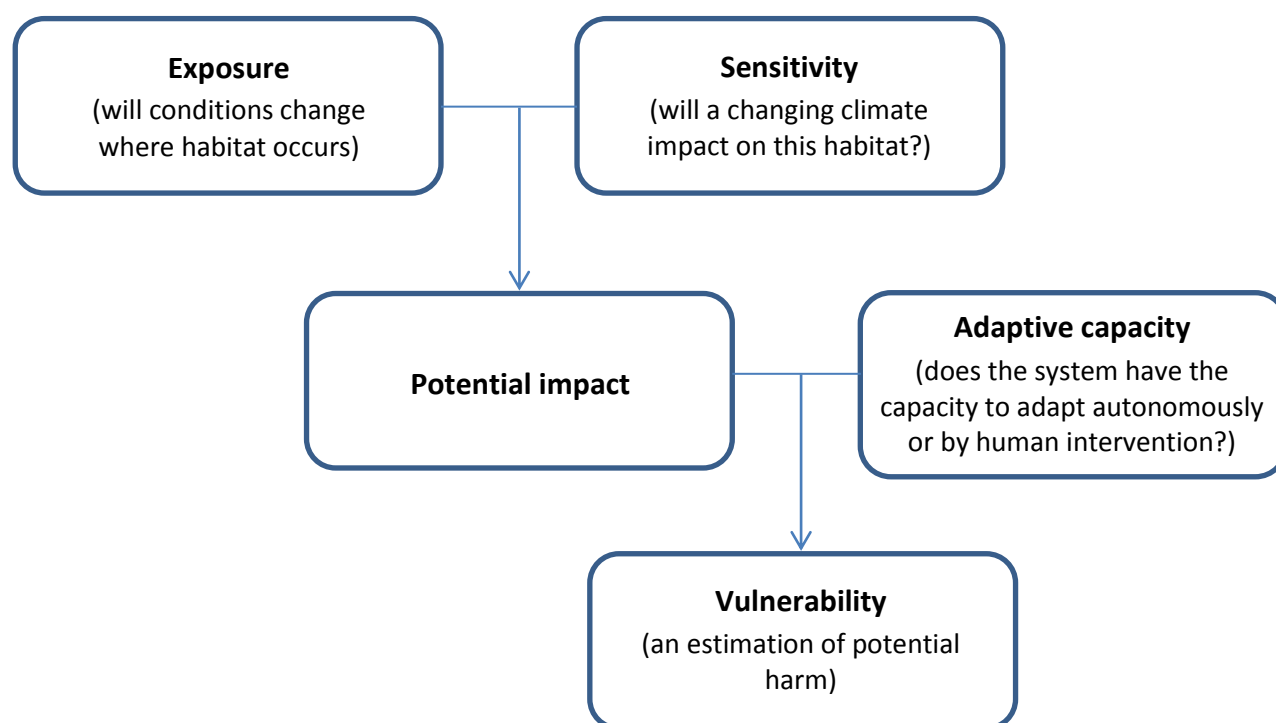 Exposure
(will conditions change
where habitat occurs)
Sensitivity
(will a changing climate
impact on this habitat?)
Potential impact
Adaptive capacity
(does the system have the
capacity to adapt autonomously
or by human intervention?)
Vulnerability
(an estimation of potential
harm)